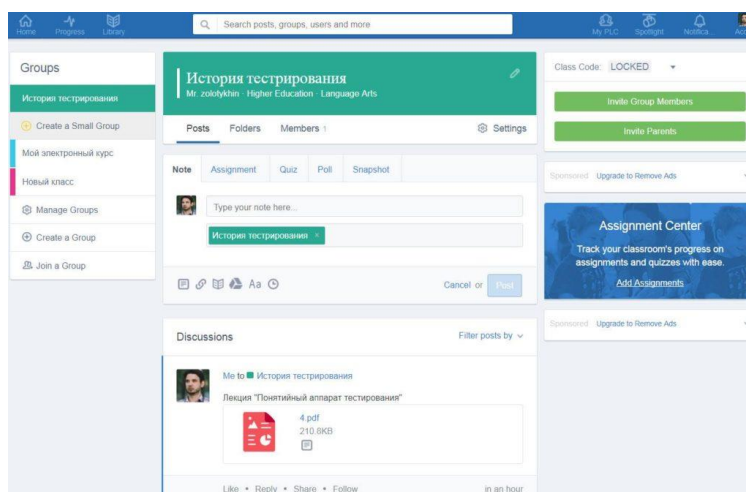 Home Progress Library
Search posts, groups, users and more
My PLC Spotlight Notifica...
Groups
История тестрирования
Create a Small Group
Мой электронный курс
Новый класс
Manage Groups
Create a Group
Join a Group
История тестрирования
Mr. zolotykhin · Higher Education · Language Arts
Posts Folders Members 1 Settings
Note Assignment Quiz Poll Snapshot
Type your note here...
История тестрирования ×
Aa
Cancel or Post
Discussions
Filter posts by
Me to История тестрирования
Лекция "Понятийный аппарат тестирования"
4.pdf
210.8KB
Like • Reply • Share • Follow in an hour
Class Code: LOCKED
Invite Group Members
Invite Parents
Sponsored Upgrade to Remove Ads
Assignment Center
Track your classroom's progress on
assignments and quizzes with ease.
Add Assignments
Sponsored Upgrade to Remove Ads